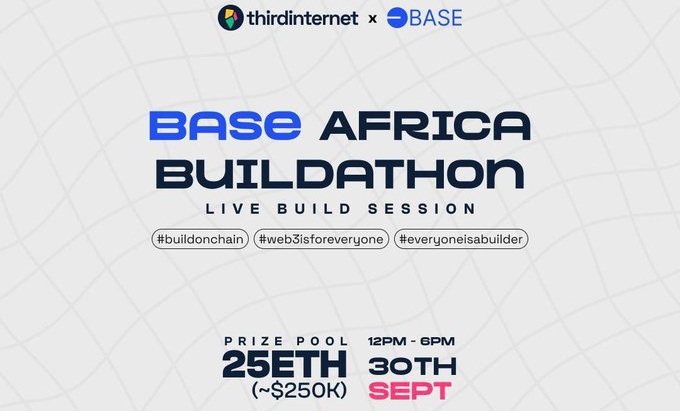 thirdinternet x BASE
BASE AFRICA
BUILDATHON
LIVE BUILD SESSION
#buildonchain #web3isforeveryone #everyoneisabuilder
PRIZE POOL
25ETH
(~$250K)
12PM - 6PM
30TH
SEPT